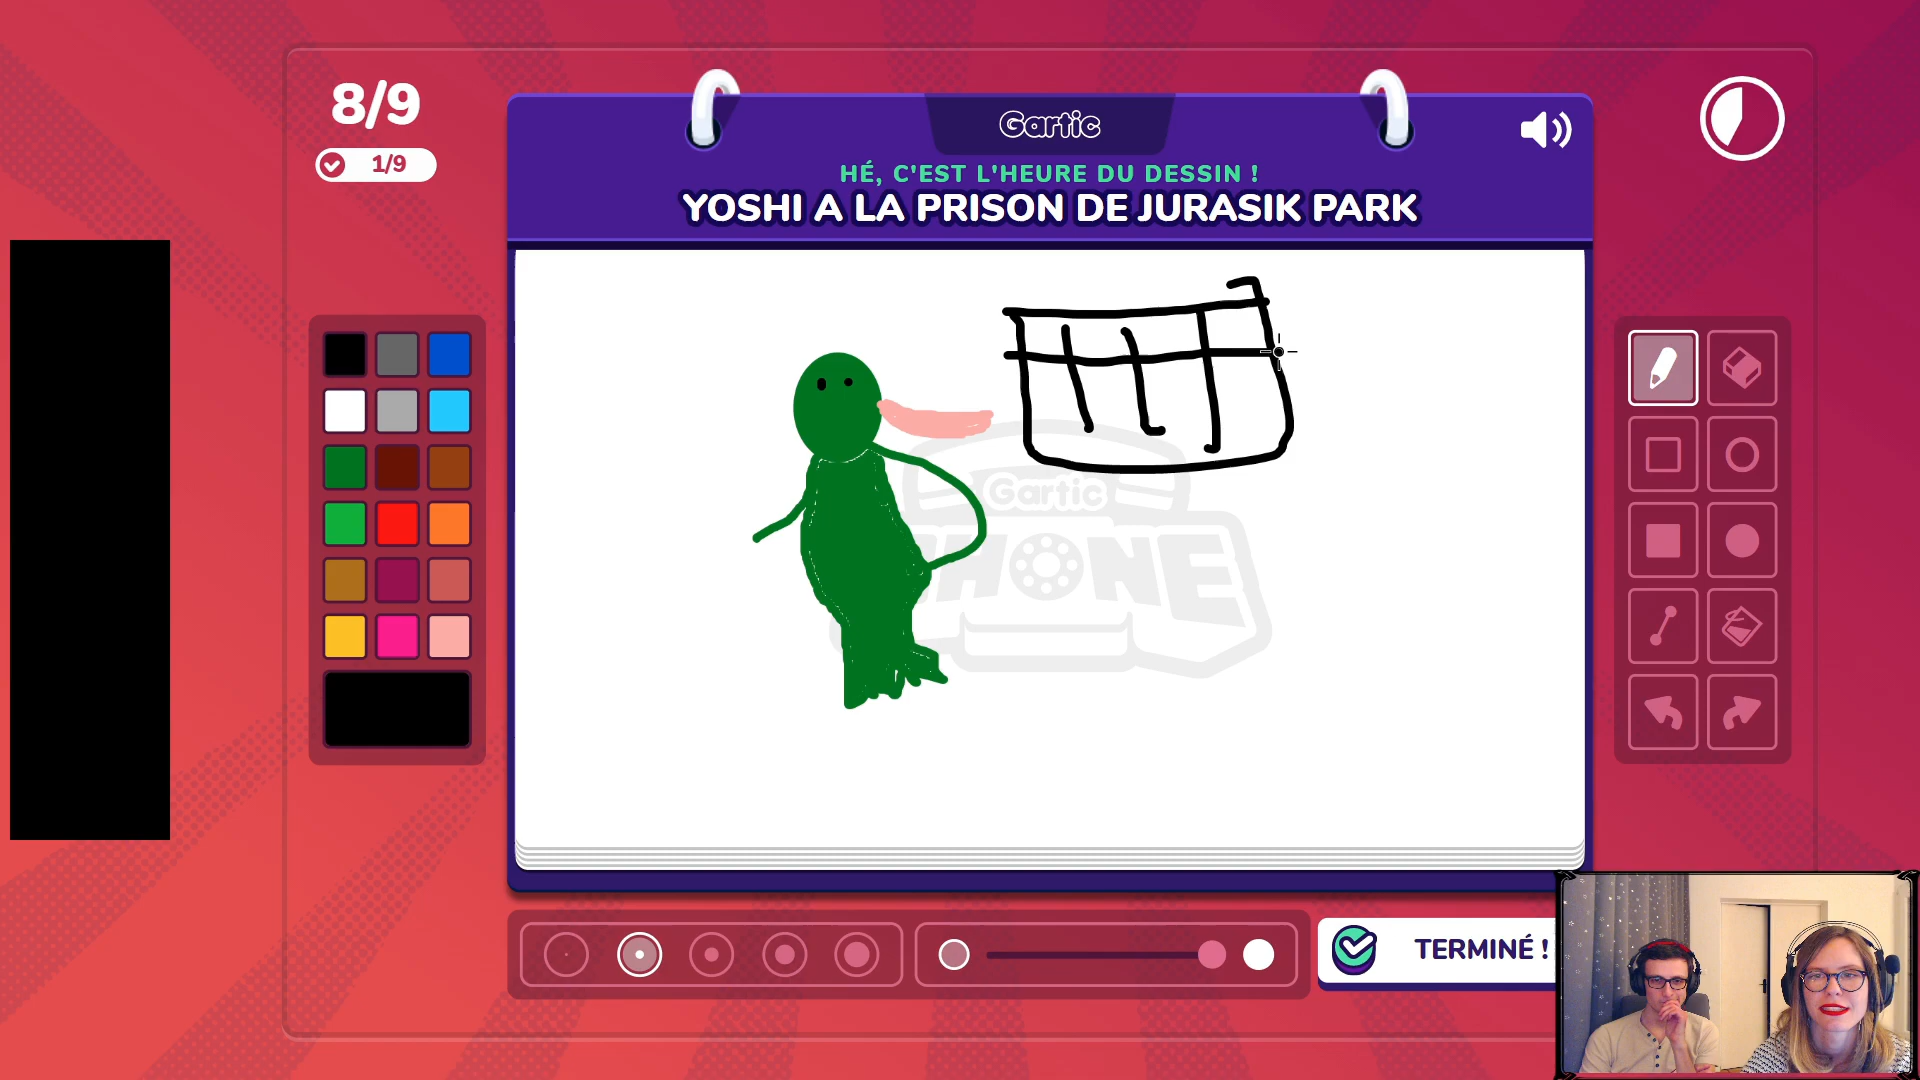 8/9
1/9
Gartic
HÉ, C'EST L'HEURE DU DESSIN !
YOSHI A LA PRISON DE JURASIK PARK
Gartic
PHONE
TERMINÉ !